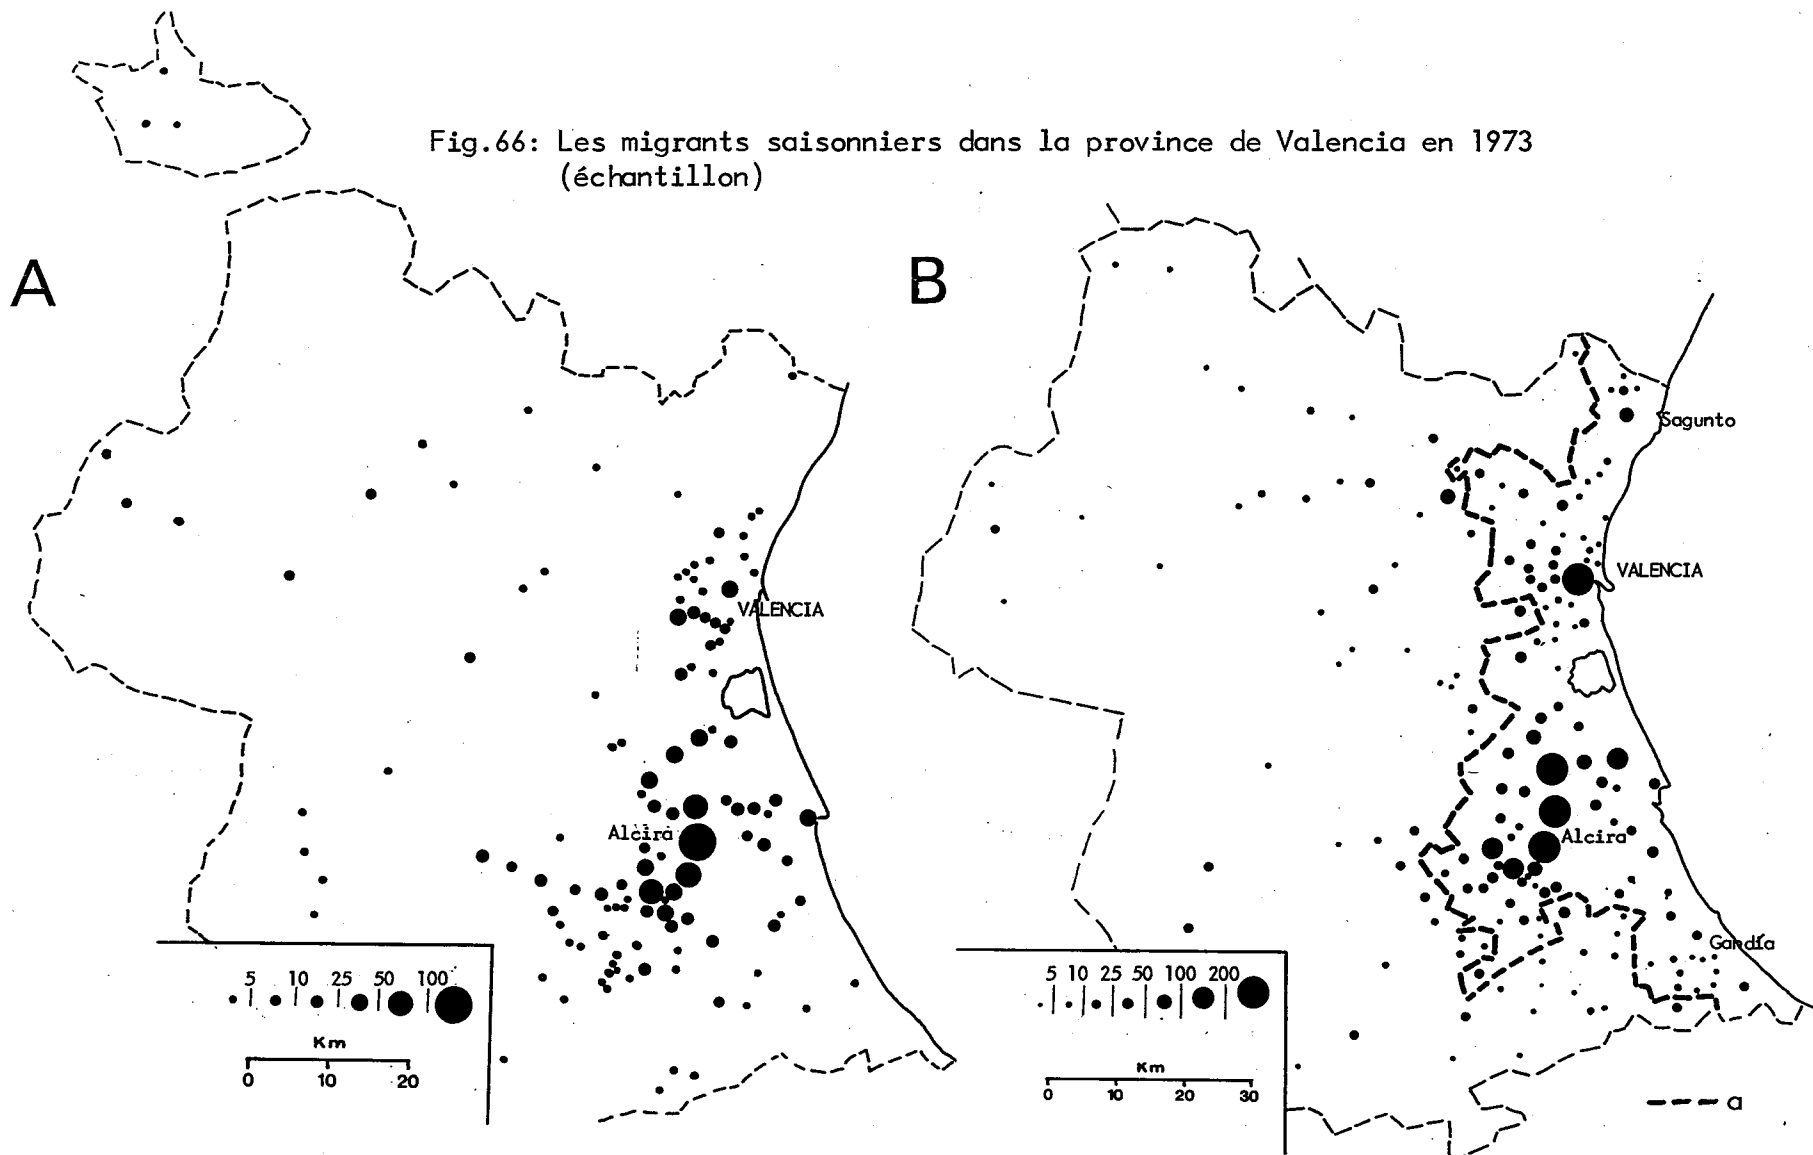 Fig.66: Les migrants saisonniers dans la province de Valencia en 1973
(échantillon)
A
B
Sagunto
VALENCIA
VALENCIA
Alcira
Alcira
Gandía
5 10 25 50 100
Km
0 10 20
5 10 25 50 100 200
Km
0 10 20 30
a